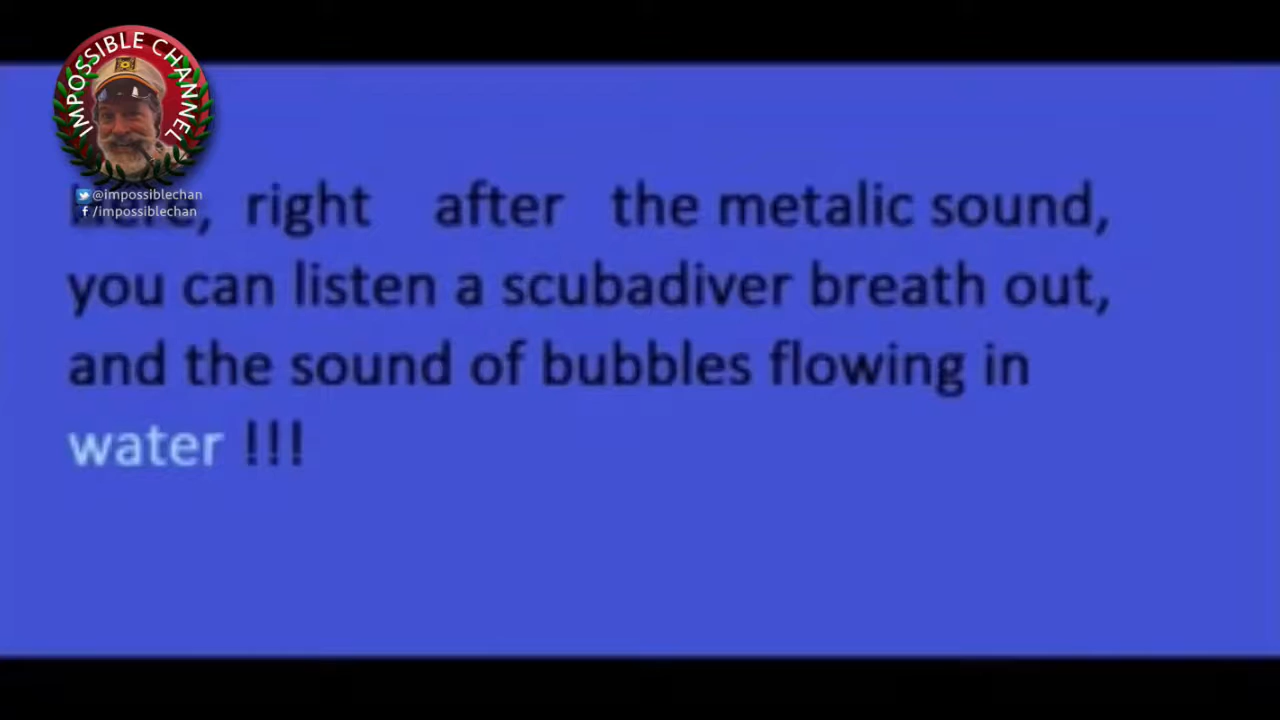 IMPOSSIBLE CHANNEL
@impossiblechan
/impossiblechan
right after the metalic sound,
you can listen a scubadiver breath out,
and the sound of bubbles flowing in
water !!!